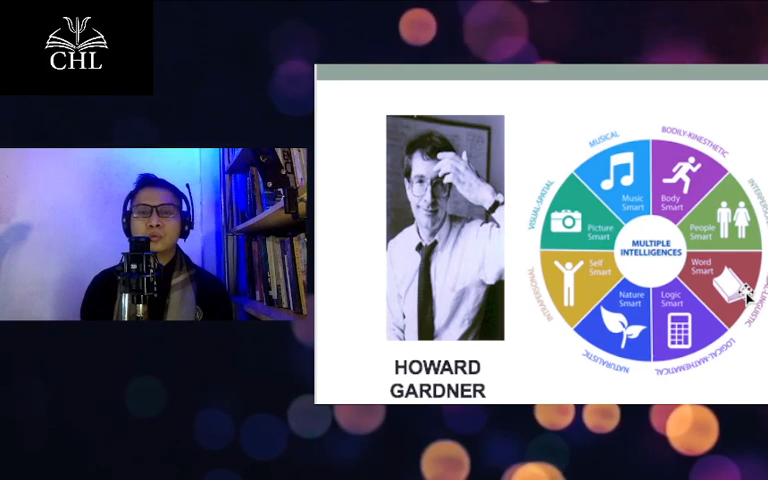 CHL
HOWARD
GARDNER
MUSICAL
BODILY-KINESTHETIC
VISUAL-SPATIAL
INTRAPERSONAL
NATURALISTIC
LOGICAL-MATHEMATICAL
Music
Smart
Body
Smart
Picture
Smart
People
Smart
MULTIPLE
INTELLIGENCES
Self
Smart
Word
Smart
Nature
Smart
Logic
Smart